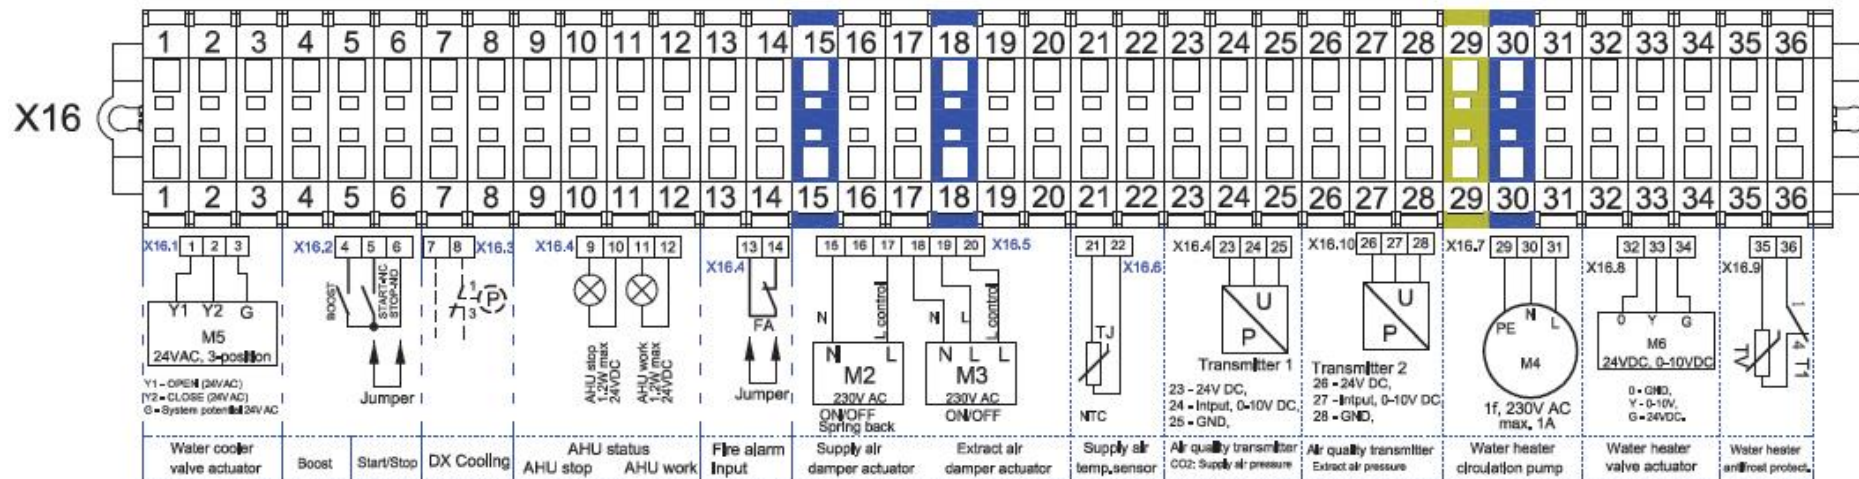 1 2 3 4 5 6 7 8 9 10 11 12 13 14 15 16 17 18 19 20 21 22 23 24 25 26 27 28 29 30 31 32 33 34 35 36
X16
1 2 3 4 5 6 7 8 9 10 11 12 13 14 15 16 17 18 19 20 21 22 23 24 25 26 27 28 29 30 31 32 33 34 35 36
X16.1 1 2 3
Y1 Y2 G
M5
24VAC, 3-position
Y1 - OPEN (24VAC)
Y2 - CLOSE (24VAC)
G - System potential 24VAC
Water cooler
valve actuator
X16.2 4 5 6
BOOST
START-NC
STOP-NO
Jumper
Boost
Start/Stop
7 8 X16.3
1
P
3
DX Cooling
X16.4 9 10 11 12
AHU stop
1,2W max
24VDC
AHU work
1,2W max
24VDC
AHU status
AHU stop AHU work
13 14
X16.4
FA
Jumper
Fire alarm
Input
15 16 17 18 19 20 X16.5
N
L control
N
L
L control
N L
M2
230V AC
ON/OFF
Spring back
Supply air
damper actuator
N L L
M3
230V AC
ON/OFF
Extract air
damper actuator
21 22
X16.6
TJ
NTC
Supply air
temp.sensor
X16.4 23 24 25
U
P
Transmitter 1
23 - 24V DC,
24 - Intput, 0-10V DC,
25 - GND,
Air quality transmitter
CO2: Supply air pressure
X16.10 26 27 28
U
P
Transmitter 2
26 - 24V DC,
27 - Intput, 0-10V DC
28 - GND,
Air quality transmitter
Extract air pressure
X16.7 29 30 31
PE N L
M4
1f, 230V AC
max. 1A
Water heater
circulation pump
32 33 34
X16.8
0 Y G
M6
24VDC, 0-10VDC
0 - GND,
Y - 0-10V,
G - 24VDC.
Water heater
valve actuator
35 36
X16.9
TV
1
4
T1
Water heater
antifrost protect.